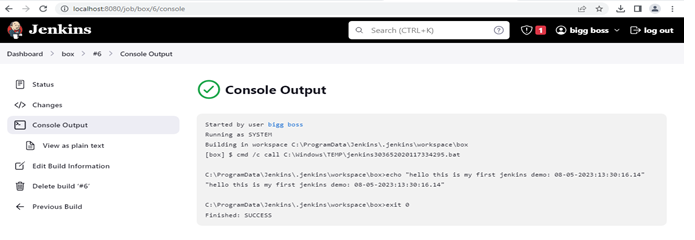 localhost:8080/job/box/6/console
Jenkins
Search (CTRL+K)
1
bigg boss
log out
Dashboard
box
#6
Console Output
Status
Changes
Console Output
View as plain text
Edit Build Information
Delete build '#6'
Previous Build
Console Output
Started by user bigg boss
Running as SYSTEM
Building in workspace C:\ProgramData\Jenkins\.jenkins\workspace\box
[box] $ cmd /c call C:\Windows\TEMP\jenkins303652020117334295.bat
C:\ProgramData\Jenkins\.jenkins\workspace\box>echo "hello this is my first jenkins demo: 08-05-2023:13:30:16.14"
"hello this is my first jenkins demo: 08-05-2023:13:30:16.14"
C:\ProgramData\Jenkins\.jenkins\workspace\box>exit 0
Finished: SUCCESS